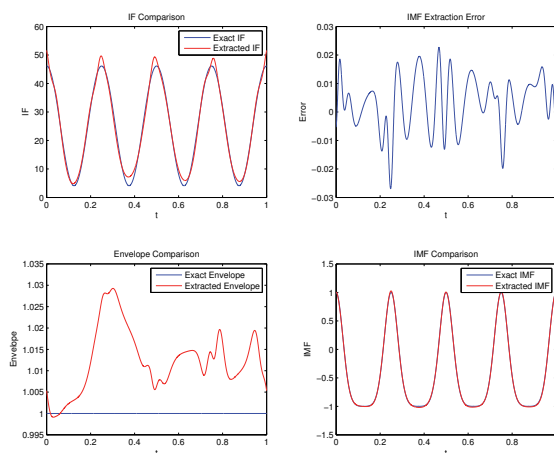 IF Comparison
60
50
40
30
20
10
0
IF
Exact IF
Extracted IF
0
0.2
0.4
0.6
0.8
1
t
IMF Extraction Error
0.03
0.02
0.01
0
−0.01
−0.02
−0.03
Error
0
0.2
0.4
0.6
0.8
t
Envelope Comparison
1.035
1.03
1.025
1.02
1.015
1.01
1.005
1
0.995
Envelope
Exact Envelope
Extracted Envelope
0
0.2
0.4
0.6
0.8
1
t
IMF Comparison
1.5
1
0.5
0
−0.5
−1
−1.5
IMF
Exact IMF
Extracted IMF
0
0.2
0.4
0.6
0.8
t